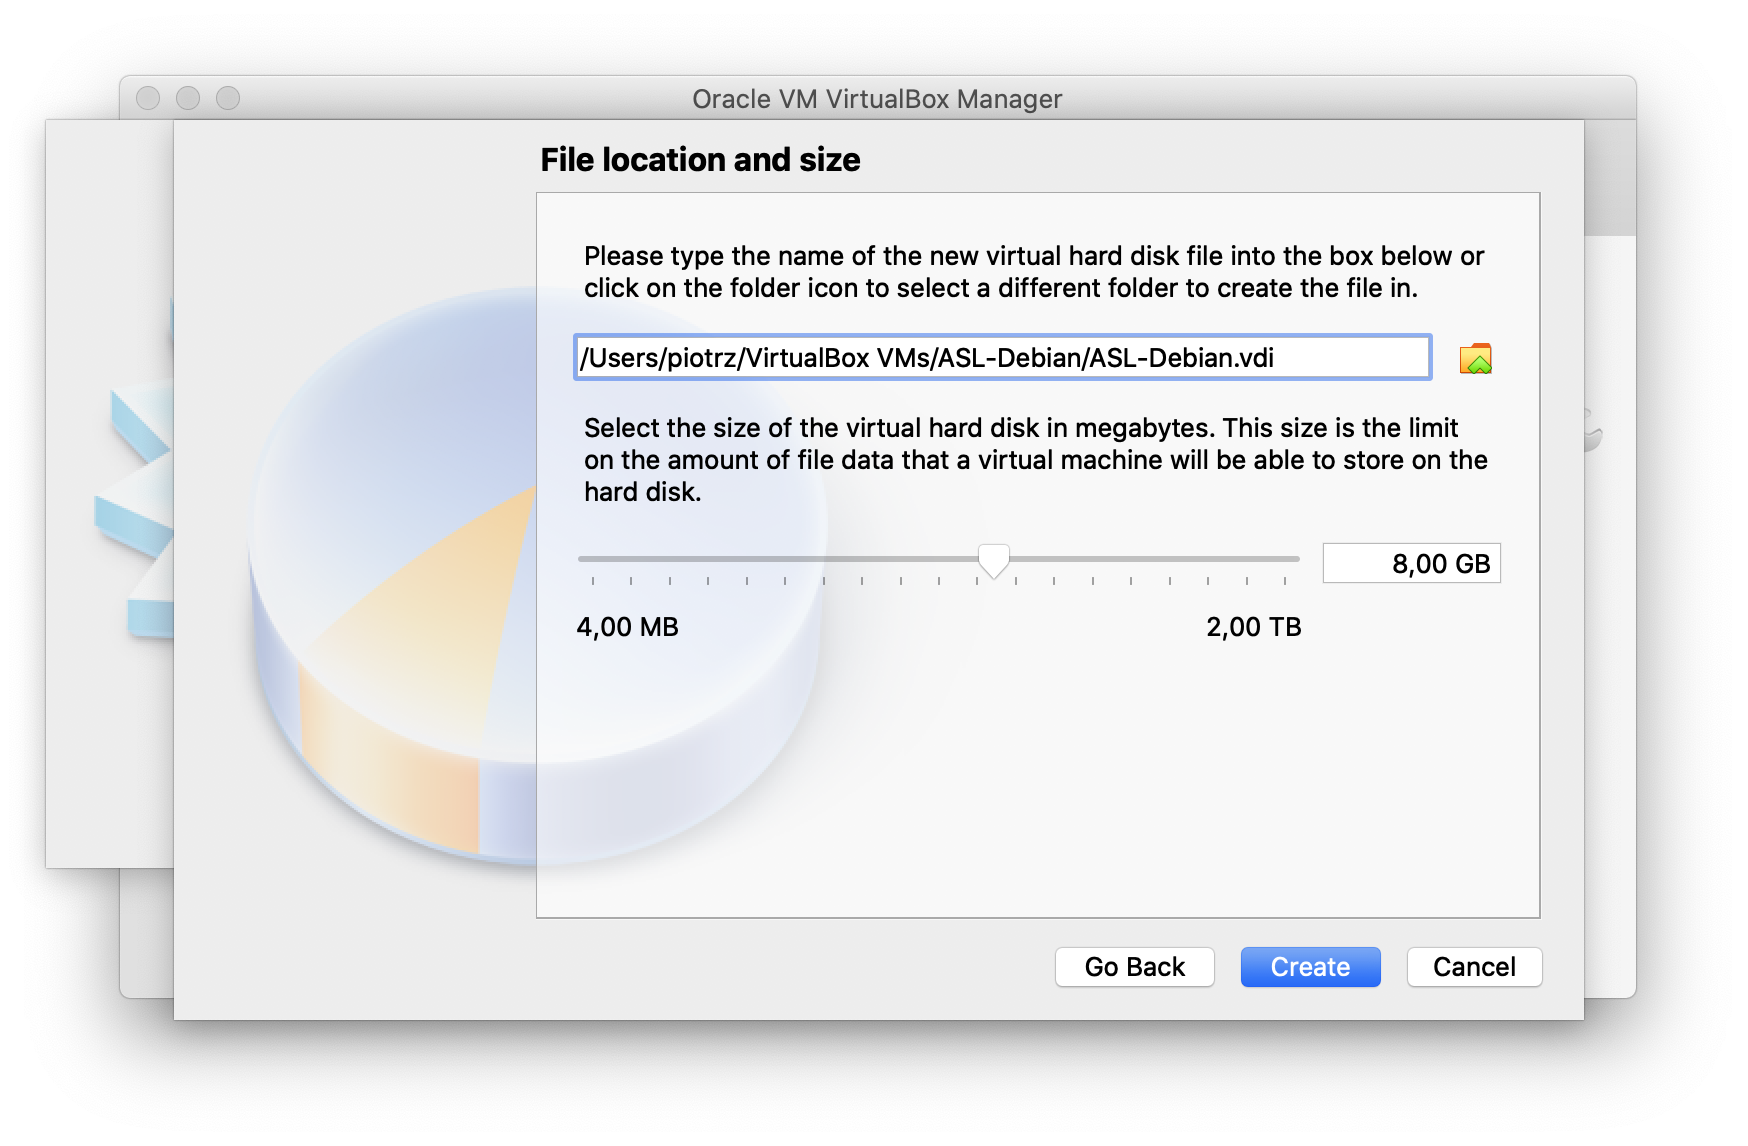 Oracle VM VirtualBox Manager
File location and size
Please type the name of the new virtual hard disk file into the box below or
click on the folder icon to select a different folder to create the file in.
/Users/piotrz/VirtualBox VMs/ASL-Debian/ASL-Debian.vdi
Select the size of the virtual hard disk in megabytes. This size is the limit
on the amount of file data that a virtual machine will be able to store on the
hard disk.
8,00 GB
4,00 MB
2,00 TB
Go Back
Create
Cancel